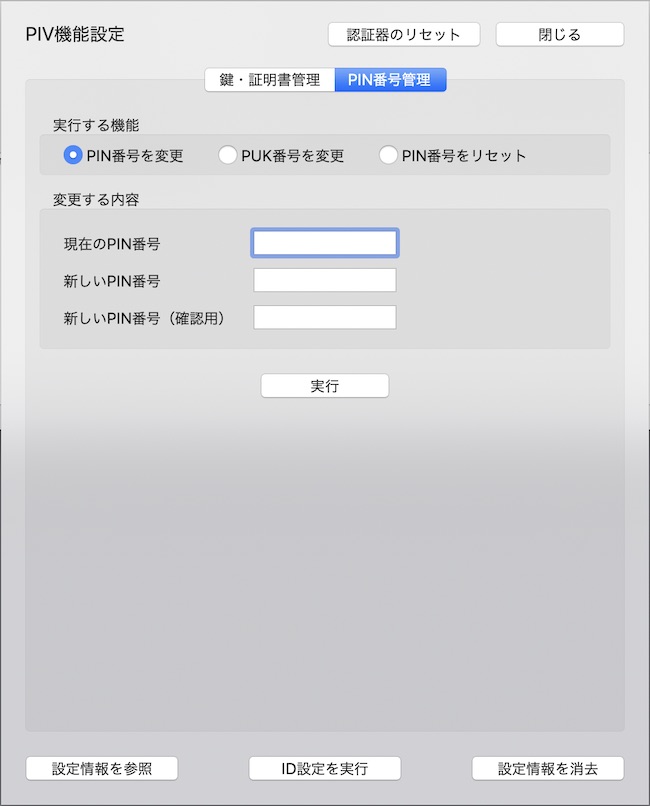 PIV機能設定
認証器のリセット
閉じる
鍵・証明書管理
PIN番号管理
実行する機能
PIN番号を変更
PUK番号を変更
PIN番号をリセット
変更する内容
現在のPIN番号
新しいPIN番号
新しいPIN番号（確認用）
実行
設定情報を参照
ID設定を実行
設定情報を消去